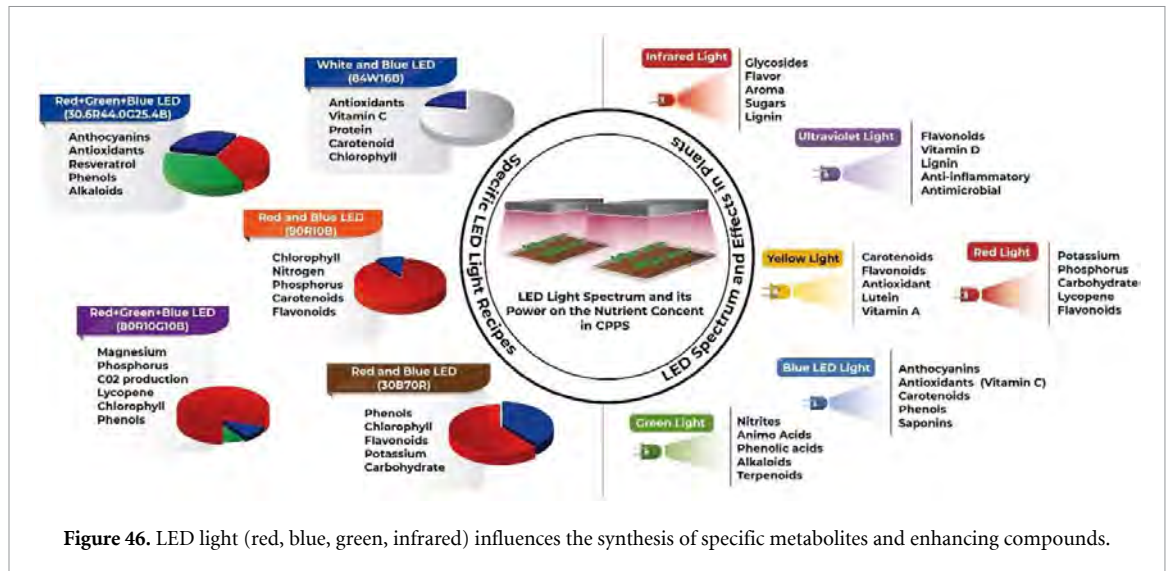 White and Blue LED
(84W16B)
Antioxidants
Vitamin C
Protein
Carotenoid
Chlorophyll
Red+Green+Blue LED
(30.6R44.0G25.4B)
Anthocyanins
Antioxidants
Resveratrol
Phenols
Alkaloids
Red and Blue LED
(90R10B)
Chlorophyll
Nitrogen
Phosphorus
Carotenoids
Flavonoids
Red+Green+Blue LED
(80R10G10B)
Magnesium
Phosphorus
C02 production
Lycopene
Chlorophyll
Phenols
Red and Blue LED
(30B70R)
Phenols
Chlorophyll
Flavonoids
Potassium
Carbohydrate
Specific LED Light Recipes
LED Spectrum and Effects in Plants
LED Light Spectrum and its
Power on the Nutrient Concent
in CPPS
Infrared Light
Glycosides
Flavor
Aroma
Sugars
Lignin
Ultraviolet Light
Flavonoids
Vitamin D
Lignin
Anti-inflammatory
Antimicrobial
Yellow Light
Carotenoids
Flavonoids
Antioxidant
Lutein
Vitamin A
Red Light
Potassium
Phosphorus
Carbohydrate
Lycopene
Flavonoids
Blue LED Light
Anthocyanins
Antioxidants (Vitamin C)
Carotenoids
Phenols
Saponins
Green Light
Nitrites
Animo Acids
Phenolic acids
Alkaloids
Terpenoids
Figure 46. LED light (red, blue, green, infrared) influences the synthesis of specific metabolites and enhancing compounds.